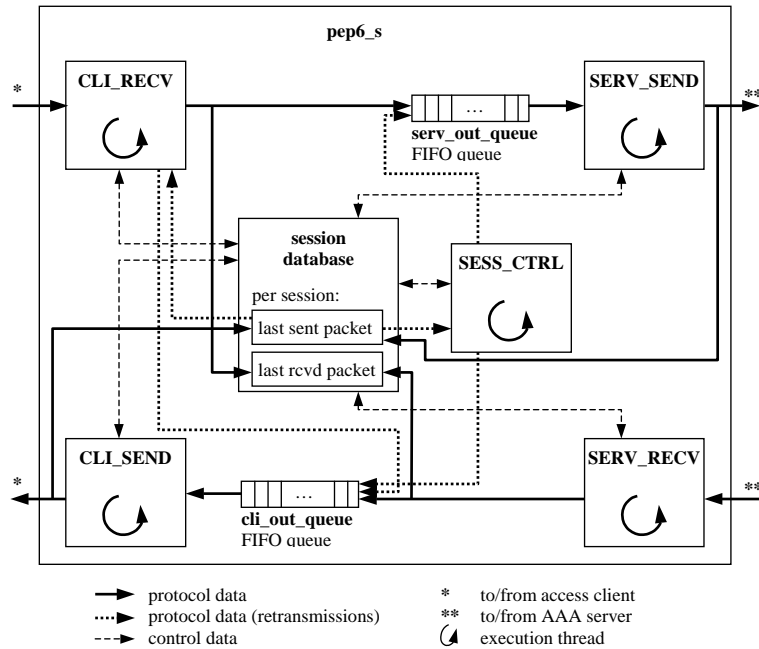 pep6_s
* CLI_RECV ... SERV_SEND **
serv_out_queue
FIFO queue
session
database
SESS_CTRL
per session:
last sent packet
last rcvd packet
* CLI_SEND ... SERV_RECV **
cli_out_queue
FIFO queue
protocol data * to/from access client
protocol data (retransmissions) ** to/from AAA server
control data execution thread